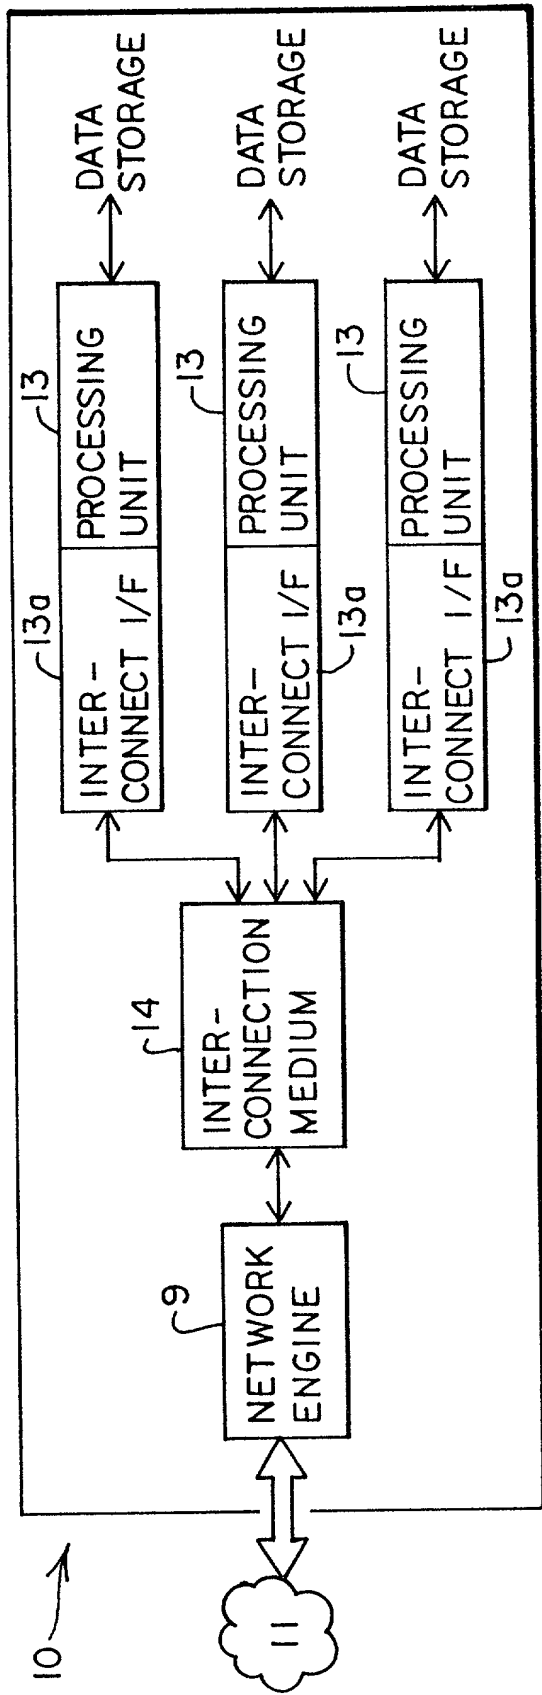 10
11
9
NETWORK
ENGINE
14
INTER-
CONNECTION
MEDIUM
13a
13
INTER-
CONNECT I/F
PROCESSING
UNIT
DATA
STORAGE
13
INTER-
CONNECT I/F
PROCESSING
UNIT
DATA
STORAGE
13a
13
INTER-
CONNECT I/F
PROCESSING
UNIT
DATA
STORAGE
13a